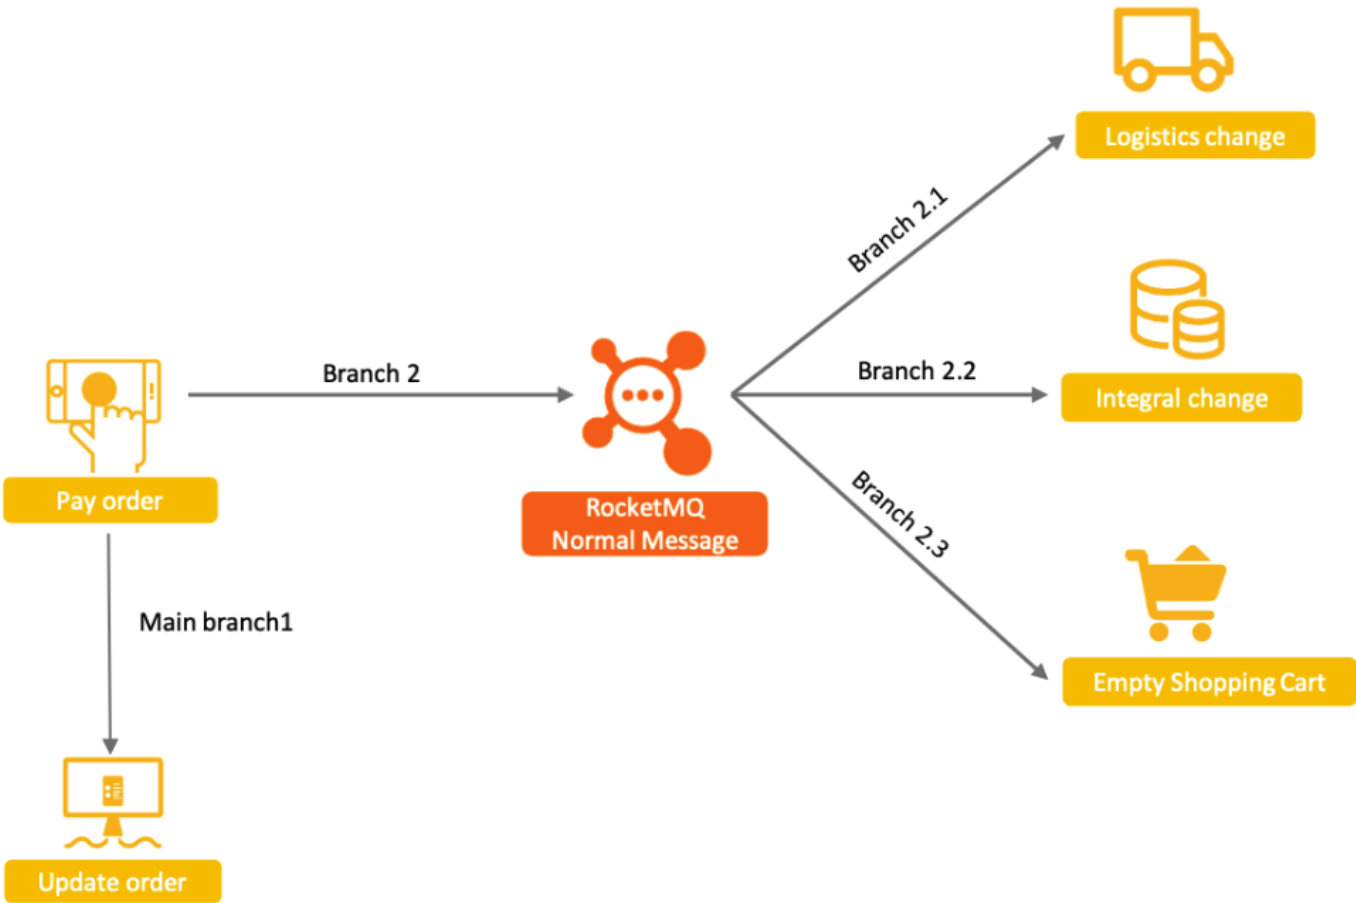 Logistics change
Branch 2.1
Branch 2
Branch 2.2
Integral change
Pay order
RocketMQ
Normal Message
Branch 2.3
Main branch1
Empty Shopping Cart
Update order